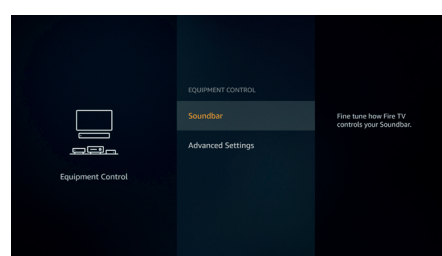 EQUIPMENT CONTROL
Soundbar
Advanced Settings
Equipment Control
Fine tune how Fire TV
controls your Soundbar.